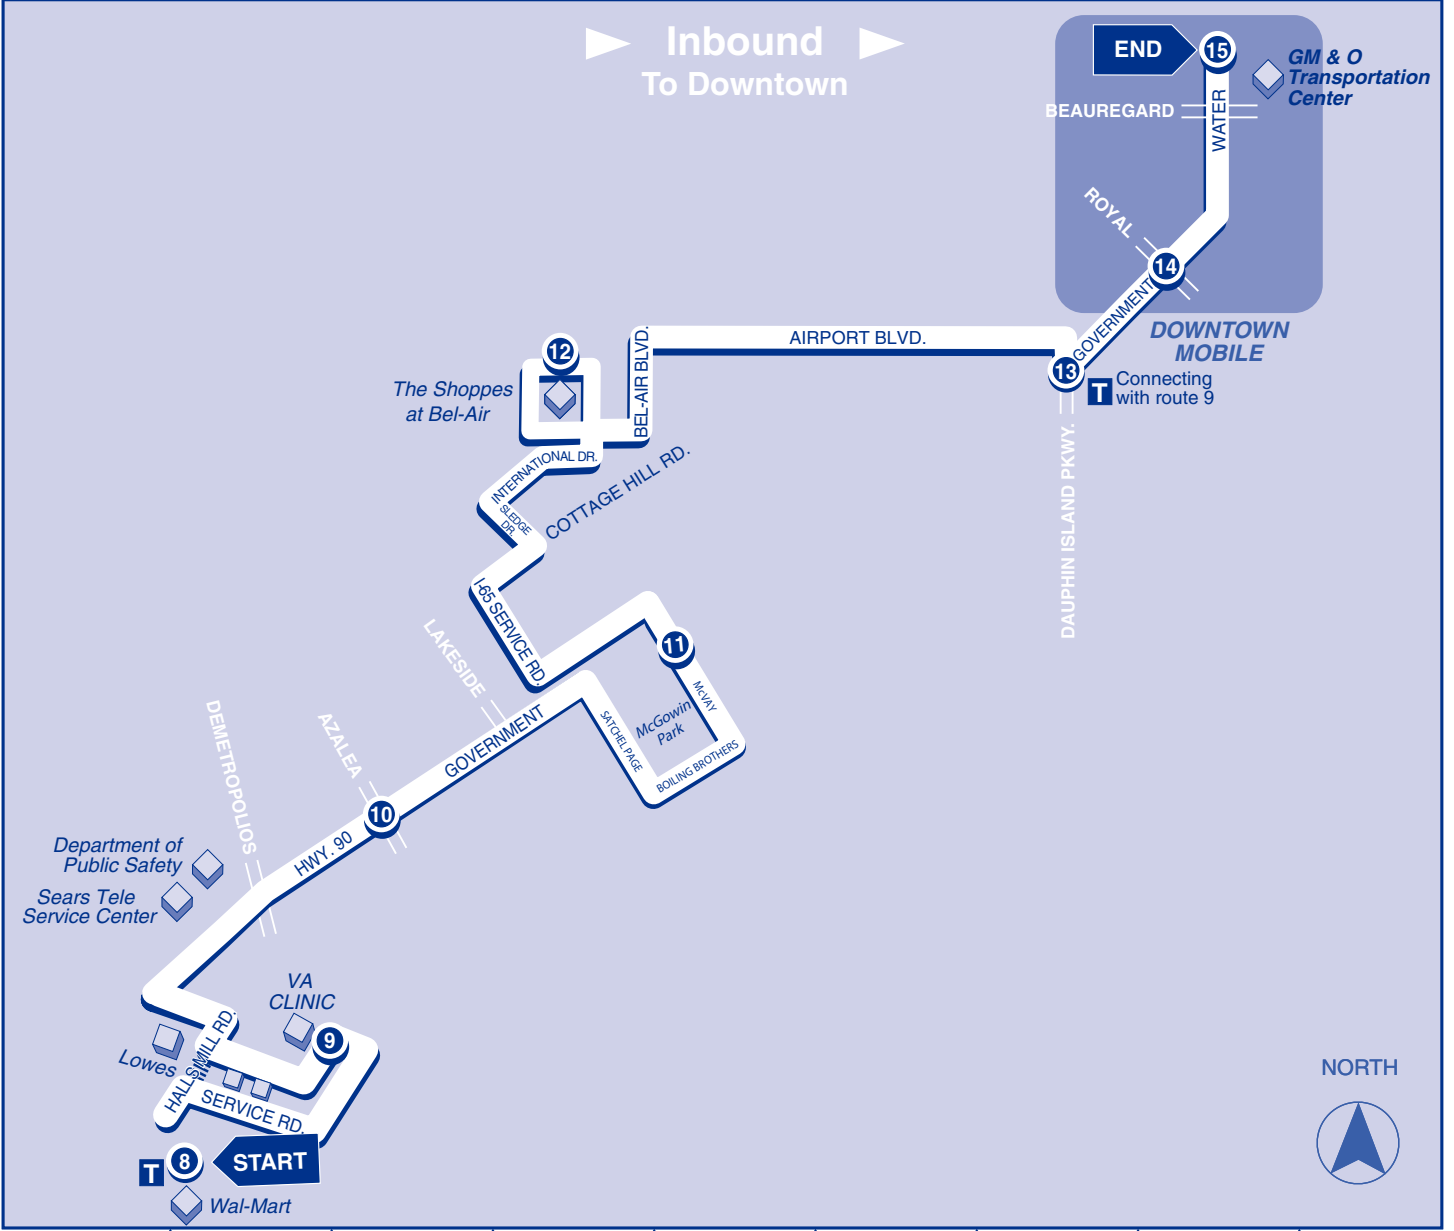 Inbound
To Downtown
END
15
GM & O
Transportation
Center
BEAUREGARD
WATER
ROYAL
14
GOVERNMENT
DOWNTOWN
MOBILE
AIRPORT BLVD.
13
T
Connecting
with route 9
DAUPHIN ISLAND PKWY.
12
The Shoppes
at Bel-Air
BEL-AIR BLVD.
INTERNATIONAL DR.
SLEDGE
DR.
COTTAGE HILL RD.
I-65 SERVICE RD.
LAKESIDE
11
McVAY
McGowin
Park
SATCHEL PAGE
BOILING BROTHERS
GOVERNMENT
DEMETROPOLIOS
AZALEA
10
HWY. 90
Department of
Public Safety
Sears Tele
Service Center
VA
CLINIC
9
Lowes
HALLS MILL RD.
SERVICE RD.
START
8
T
Wal-Mart
NORTH